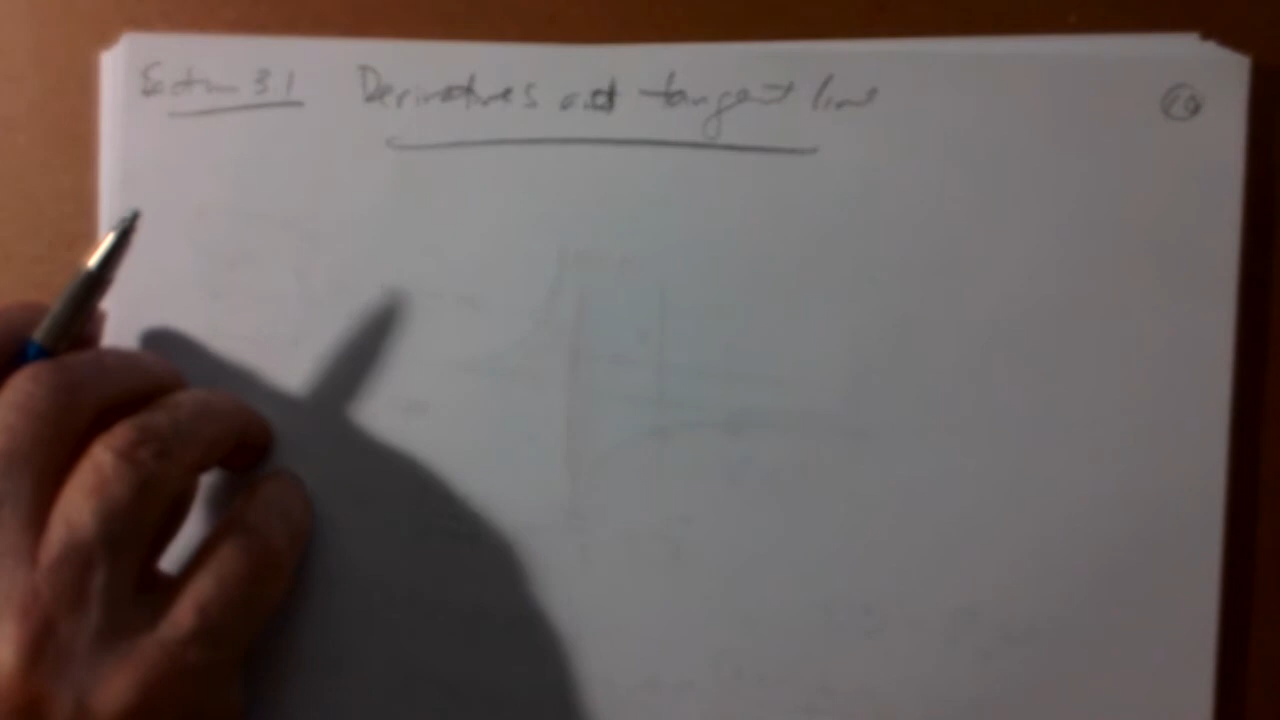 Section 3.1 Derivatives and tangent line